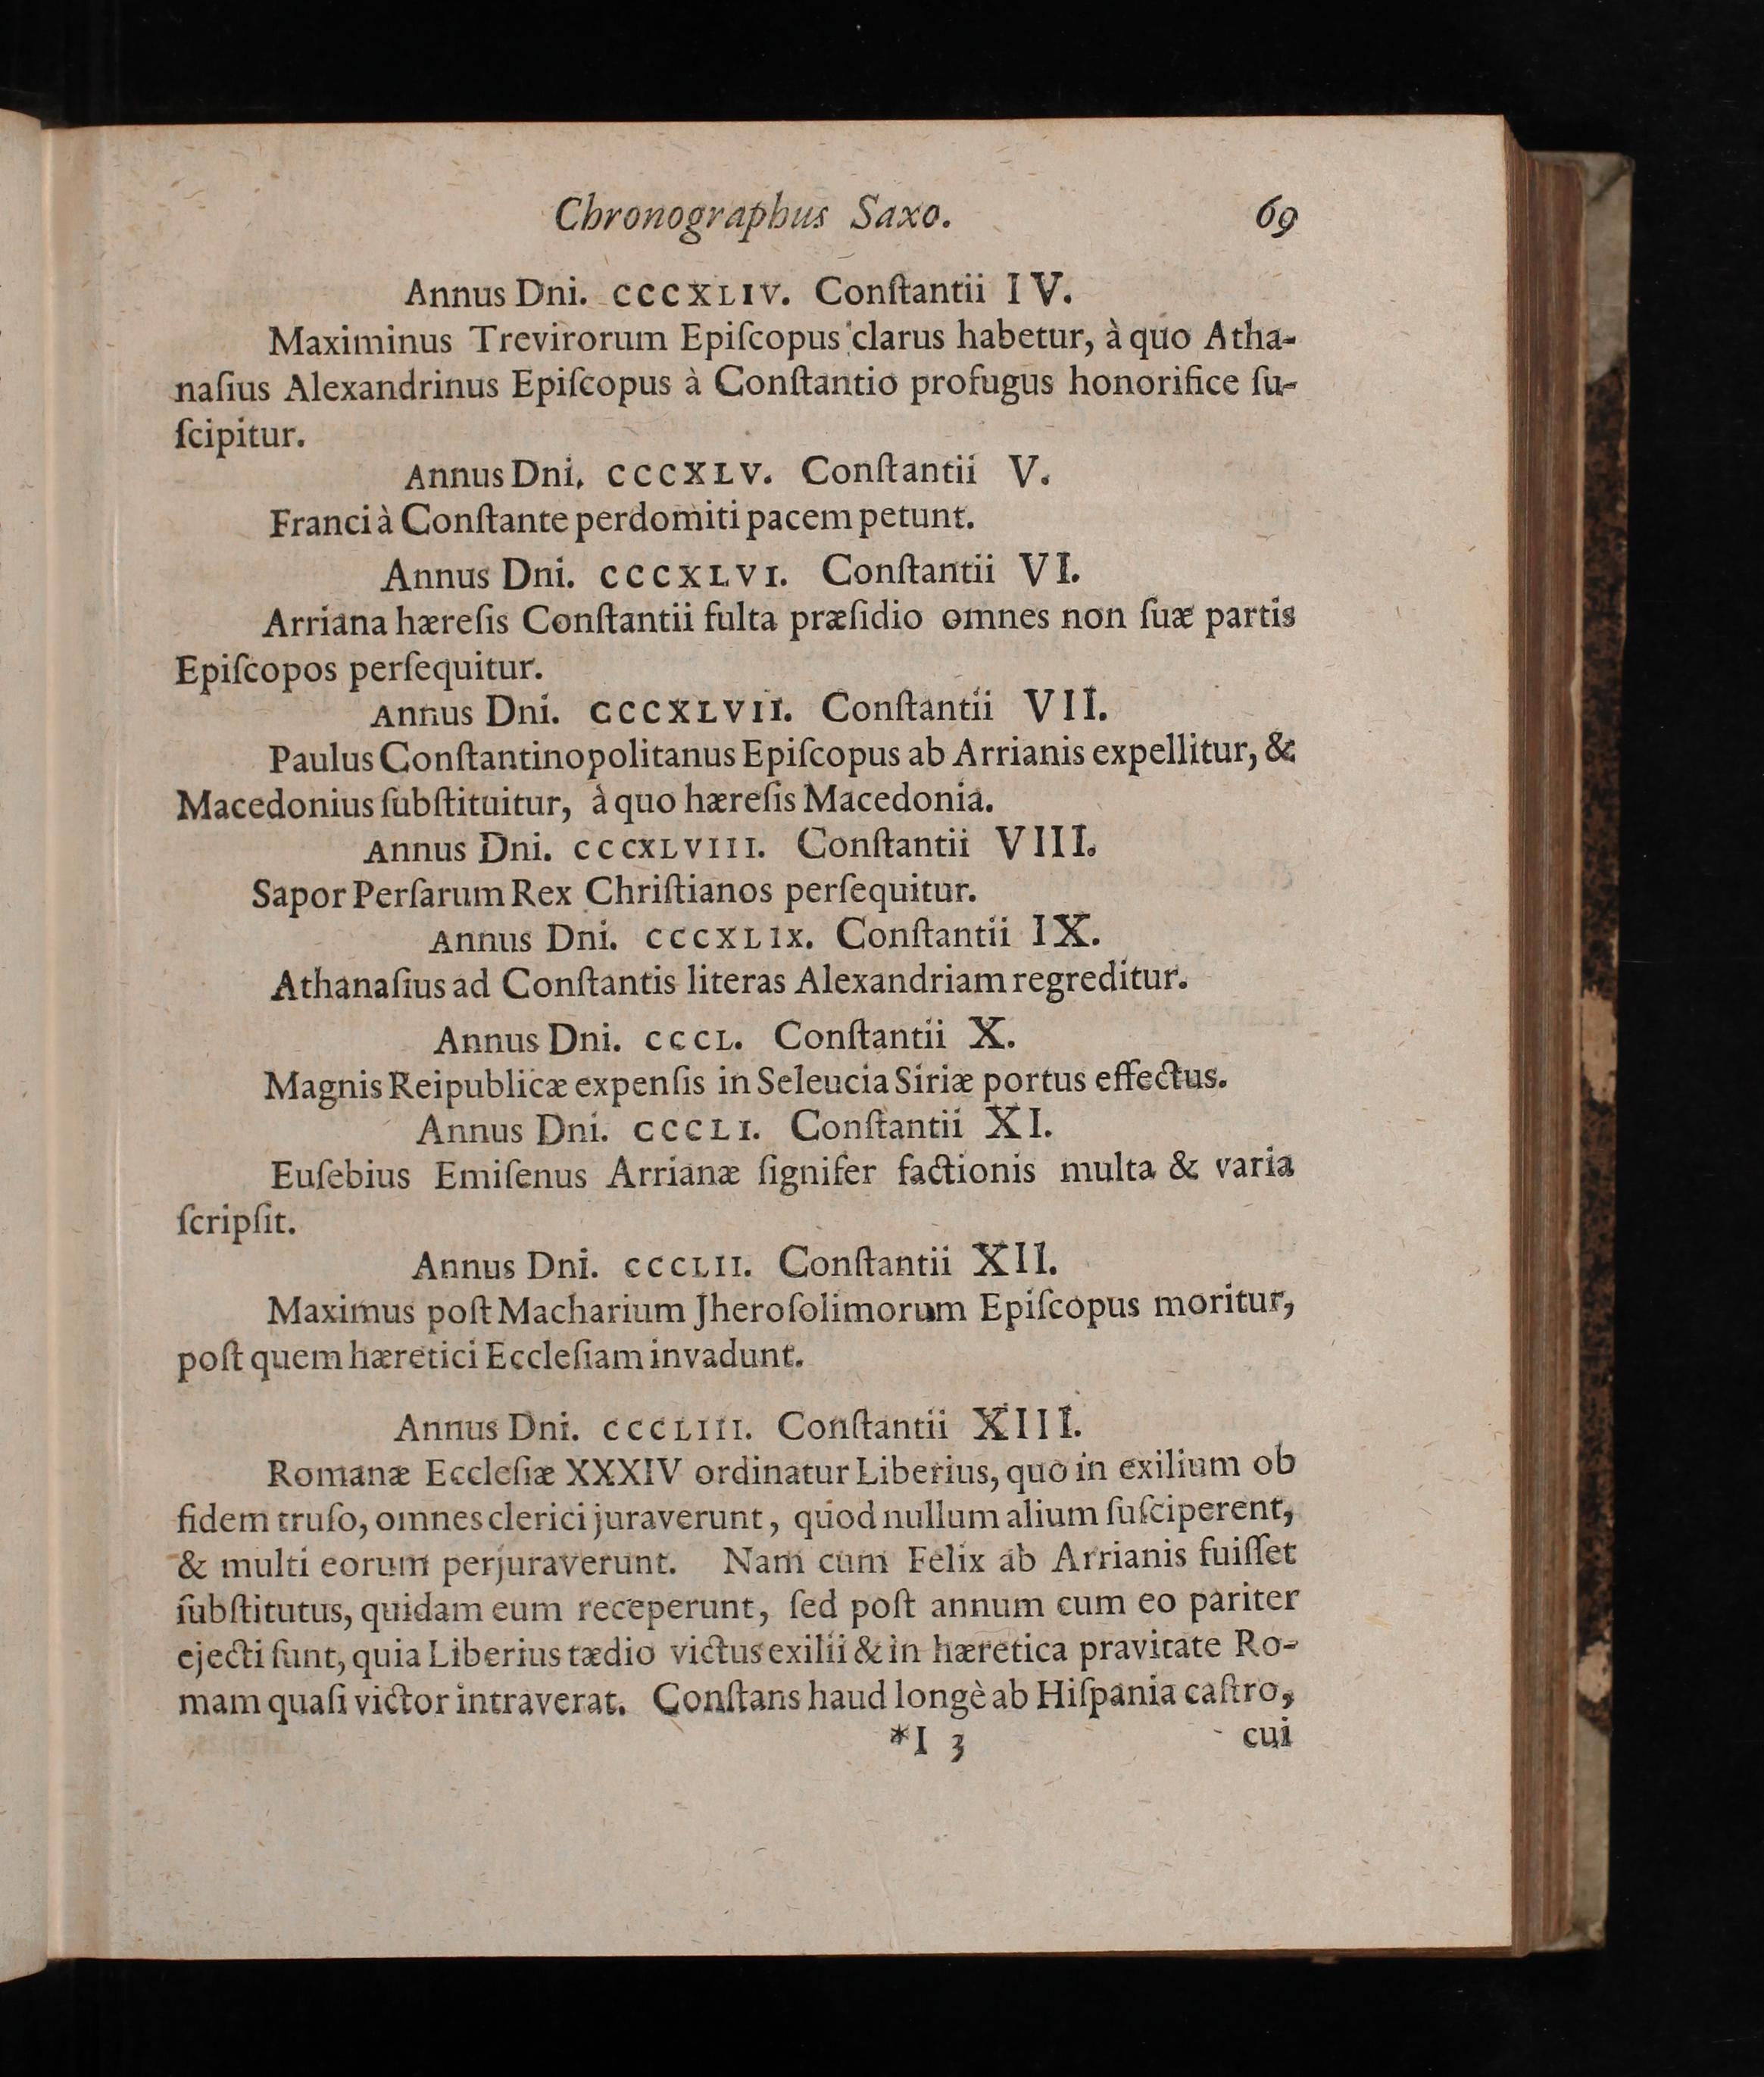 Chronographus Saxo. 69
Annus Dni. CCCXLIV. Conſtantii IV.
Maximinus Trevirorum Epiſcopus clarus habetur, à quo Atha-
naſius Alexandrinus Epiſcopus à Conſtantio profugus honorifice ſu-
ſcipitur.
Annus Dni. CCCXLV. Conſtantii V.
Franci à Conſtante perdomiti pacem petunt.
Annus Dni. CCCXLVI. Conſtantii VI.
Arriana hæreſis Conſtantii fulta præſidio omnes non ſuæ partis
Epiſcopos perſequitur.
Annus Dni. CCCXLVII. Conſtantii VII.
Paulus Conſtantinopolitanus Epiſcopus ab Arrianis expellitur, &
Macedonius ſubſtituitur, à quo hæreſis Macedonia.
Annus Dni. CCCXLVIII. Conſtantii VIII.
Sapor Perſarum Rex Chriſtianos perſequitur.
Annus Dni. CCCXLIX. Conſtantii IX.
Athanaſius ad Conſtantis literas Alexandriam regreditur.
Annus Dni. CCCL. Conſtantii X.
Magnis Reipublicæ expenſis in Seleucia Siriæ portus effectus.
Annus Dni. CCCLI. Conſtantii XI.
Euſebius Emiſenus Arrianæ ſignifer factionis multa & varia
ſcripſit.
Annus Dni. CCCLII. Conſtantii XII.
Maximus poſt Macharium Jheroſolimorum Epiſcopus moritur,
poſt quem hæretici Eccleſiam invadunt.
Annus Dni. CCCLIII. Conſtantii XIII.
Romanæ Eccleſiæ XXXIV ordinatur Liberius, quo in exilium ob
fidem truſo, omnes clerici juraverunt, quod nullum alium ſuſciperent,
& multi eorum perjuraverunt. Nam cum Felix ab Arrianis fuiſſet
ſubſtitutus, quidam eum receperunt, ſed poſt annum cum eo pariter
ejecti ſunt, quia Liberius tædio victus exilii & in hæretica pravitate Ro-
mam quaſi victor intraverat. Conſtans haud longè ab Hiſpania caſtro,
*I 3 cui